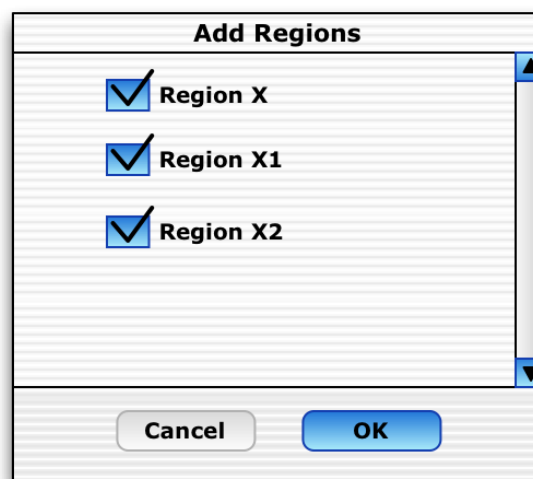 Add Regions
Region X
Region X1
Region X2
Cancel OK